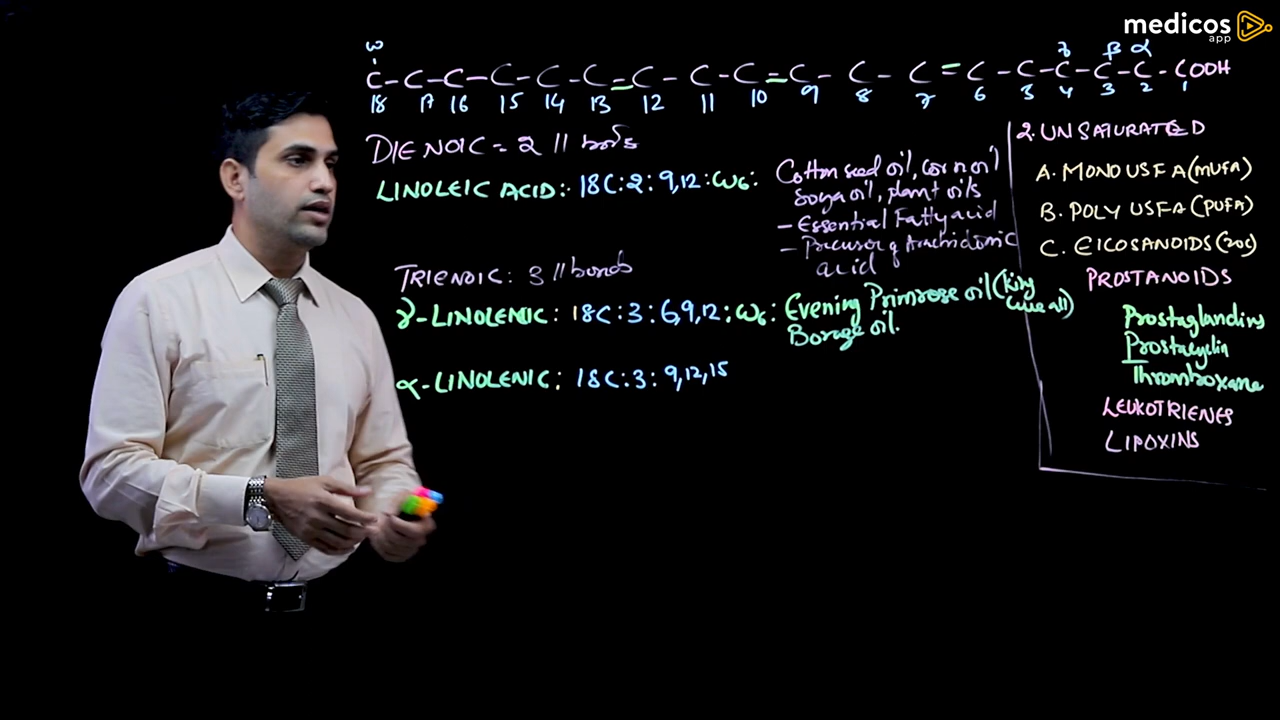 medicos
app
ω γ β α
C-C-C-C-C-C=C-C-C=C-C-C=C-C-C-C-C-COOH
18 17 16 15 14 13 12 11 10 9 8 7 6 5 4 3 2 1
DIENOIC = 2 // bonds
LINOLEIC ACID:- 18C:2:9,12:ω6:
Cotton seed oil, corn oil
Soya oil, plant oils
- Essential Fatty acid
- Precusor of Arachidonic
acid
TRIENOIC: 3 // bonds
γ-LINOLENIC: 18C:3:6,9,12:ω6: Evening Primrose oil (King
cure all)
Borage oil.
α-LINOLENIC: 18C:3:9,12,15
2. UNSATURATED
A. MONO USFA (MUFA)
B. POLY USFA (PUFA)
C. EICOSANOIDS (20C)
PROSTANOIDS
Prostaglandins
Prostacyclin
Thromboxane
LEUKOTRIENES
LIPOXINS